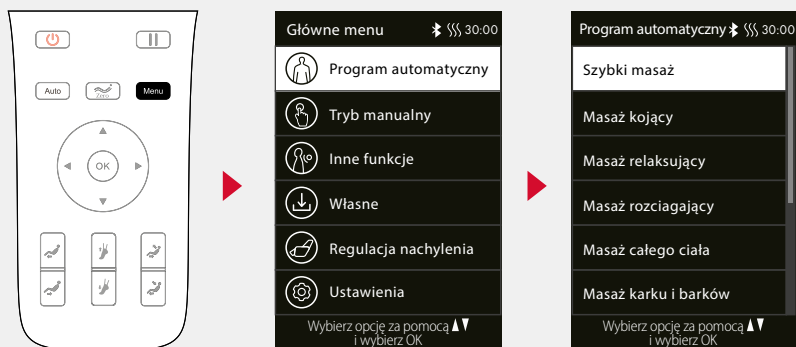 Auto
Zero
Menu
OK
Główne menu 30:00
Program automatyczny
Tryb manualny
Inne funkcje
Własne
Regulacja nachylenia
Ustawienia
Wybierz opcję za pomocą
i wybierz OK
Program automatyczny 30:00
Szybki masaż
Masaż kojący
Masaż relaksujący
Masaż rozciagający
Masaż całego ciała
Masaż karku i barków
Wybierz opcję za pomocą
i wybierz OK